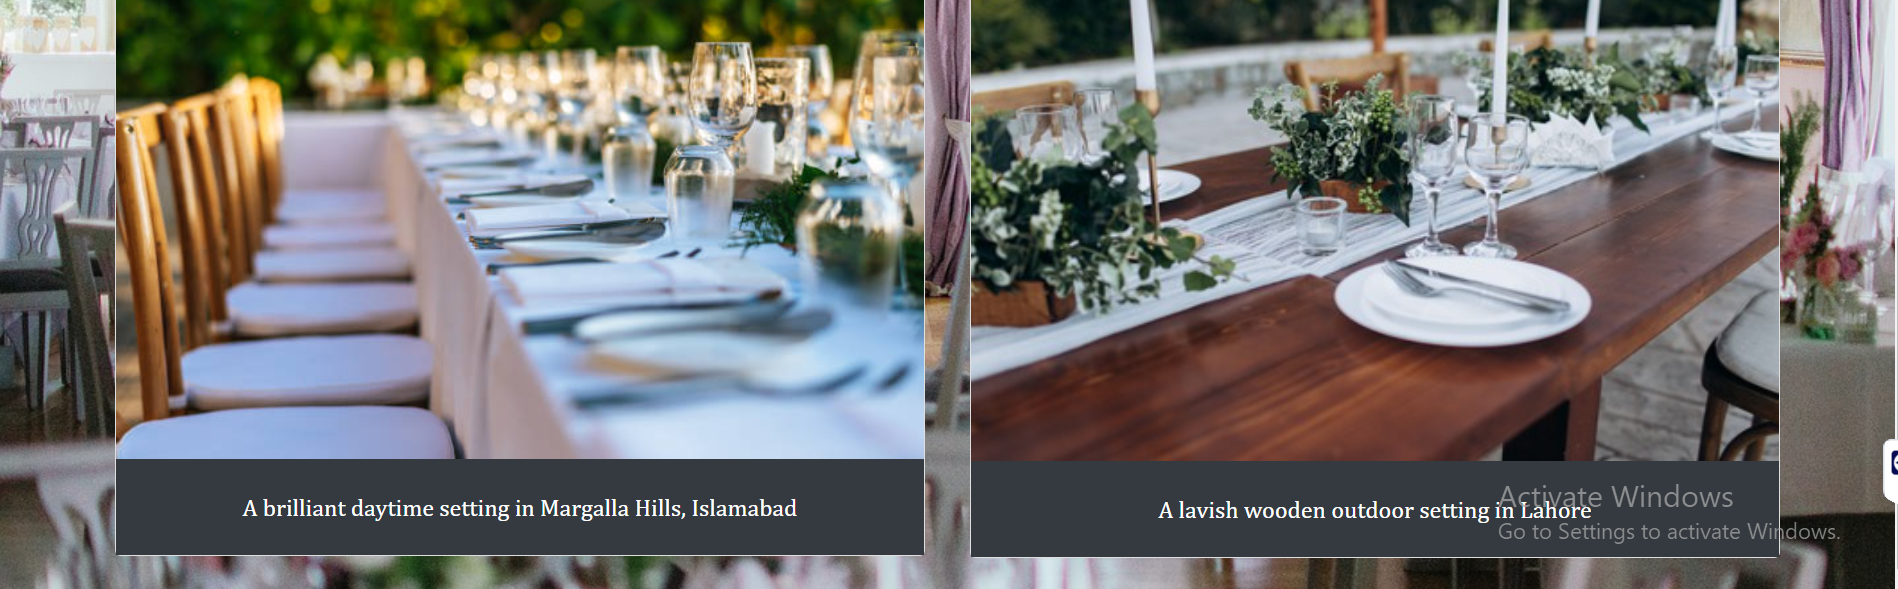 A brilliant daytime setting in Margalla Hills, Islamabad
A lavish wooden outdoor setting in Lahore
Activate Windows
Go to Settings to activate Windows.